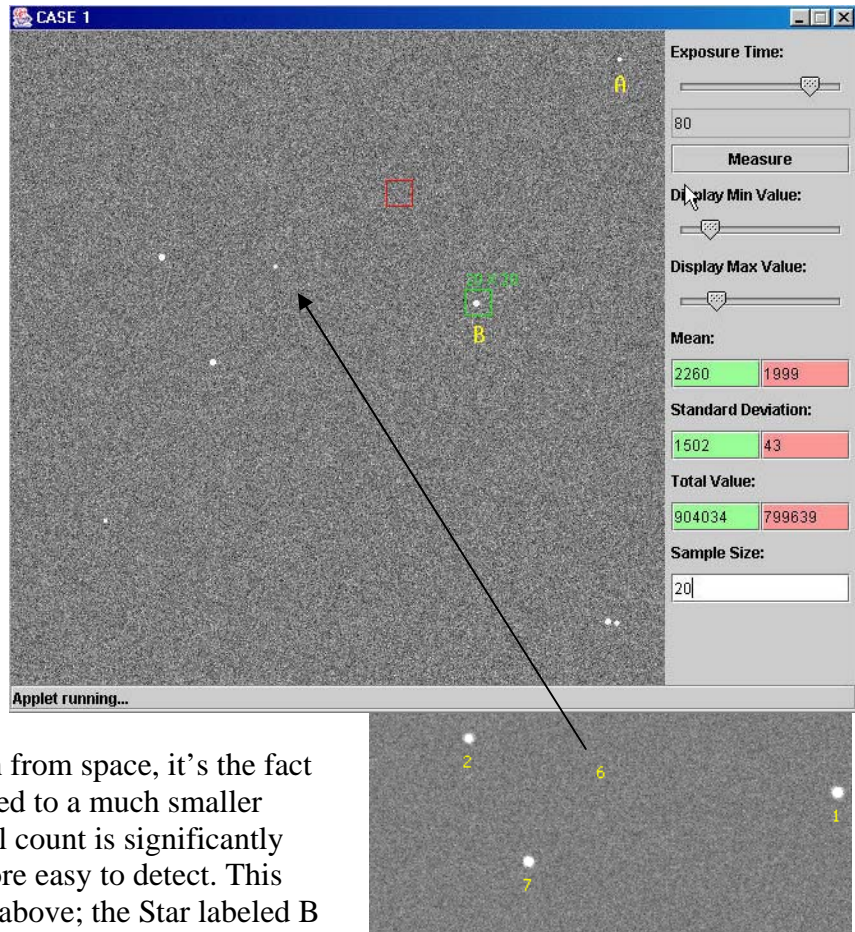 CASE 1
A
B
Exposure Time:
80
Measure
Display Min Value:
Display Max Value:
Mean:
2260 1999
Standard Deviation:
1502 43
Total Value:
904034 799639
Sample Size:
20
Applet running...
from space, it's the fact
ed to a much smaller
l count is significantly
re easy to detect. This
above; the Star labeled B
2
6
1
7